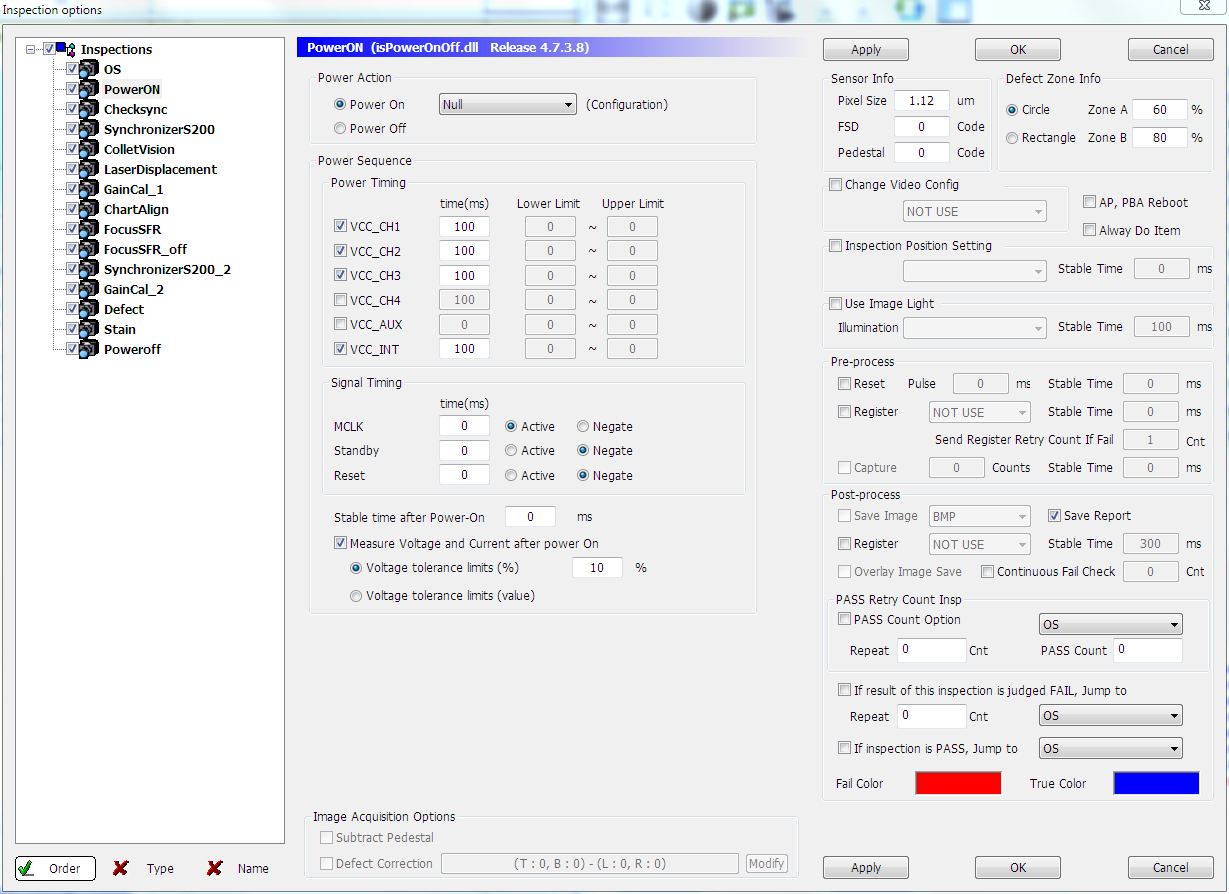 Inspection options
Inspections
OS
PowerON
Checksync
SynchronizerS200
ColletVision
LaserDisplacement
GainCal_1
ChartAlign
FocusSFR
FocusSFR_off
SynchronizerS200_2
GainCal_2
Defect
Stain
Poweroff
Order Type Name
PowerON (isPowerOnOff.dll Release 4.7.3.8)
Power Action
Power On Null (Configuration)
Power Off
Power Sequence
Power Timing
time(ms) Lower Limit Upper Limit
VCC_CH1 100 0 ~ 0
VCC_CH2 100 0 ~ 0
VCC_CH3 100 0 ~ 0
VCC_CH4 100 0 ~ 0
VCC_AUX 0 0 ~ 0
VCC_INT 100 0 ~ 0
Signal Timing
time(ms)
MCLK 0 Active Negate
Standby 0 Active Negate
Reset 0 Active Negate
Stable time after Power-On 0 ms
Measure Voltage and Current after power On
Voltage tolerance limits (%) 10 %
Voltage tolerance limits (value)
Image Acquisition Options
Subtract Pedestal
Defect Correction (T : 0, B : 0) - (L : 0, R : 0) Modify
Apply OK Cancel
Sensor Info
Pixel Size 1.12 um
FSD 0 Code
Pedestal 0 Code
Defect Zone Info
Circle Zone A 60 %
Rectangle Zone B 80 %
Change Video Config
NOT USE
AP, PBA Reboot
Alway Do Item
Inspection Position Setting
Stable Time 0 ms
Use Image Light
Illumination Stable Time 100 ms
Pre-process
Reset Pulse 0 ms Stable Time 0 ms
Register NOT USE Stable Time 0 ms
Send Register Retry Count If Fail 1 Cnt
Capture 0 Counts Stable Time 0 ms
Post-process
Save Image BMP Save Report
Register NOT USE Stable Time 300 ms
Overlay Image Save Continuous Fail Check 0 Cnt
PASS Retry Count Insp
PASS Count Option OS
Repeat 0 Cnt PASS Count 0
If result of this inspection is judged FAIL, Jump to
Repeat 0 Cnt OS
If inspection is PASS, Jump to OS
Fail Color True Color
Apply OK Cancel